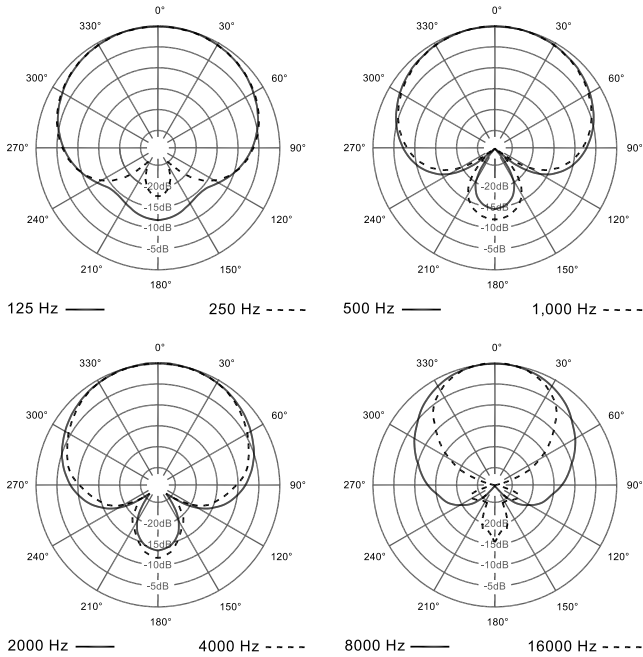 0°
0°
330°
30°
330°
30°
300°
60°
300°
60°
270°
90°
270°
90°
-20dB
-20dB
-15dB
-15dB
-10dB
-10dB
-5dB
-5dB
240°
120°
240°
120°
210°
150°
210°
150°
180°
180°
125 Hz
250 Hz
500 Hz
1,000 Hz
0°
0°
330°
30°
330°
30°
300°
60°
300°
60°
270°
90°
270°
90°
-20dB
-20dB
15dB
-15dB
-10dB
-10dB
-5dB
-5dB
240°
120°
240°
120°
210°
150°
210°
150°
180°
180°
2000 Hz
4000 Hz
8000 Hz
16000 Hz